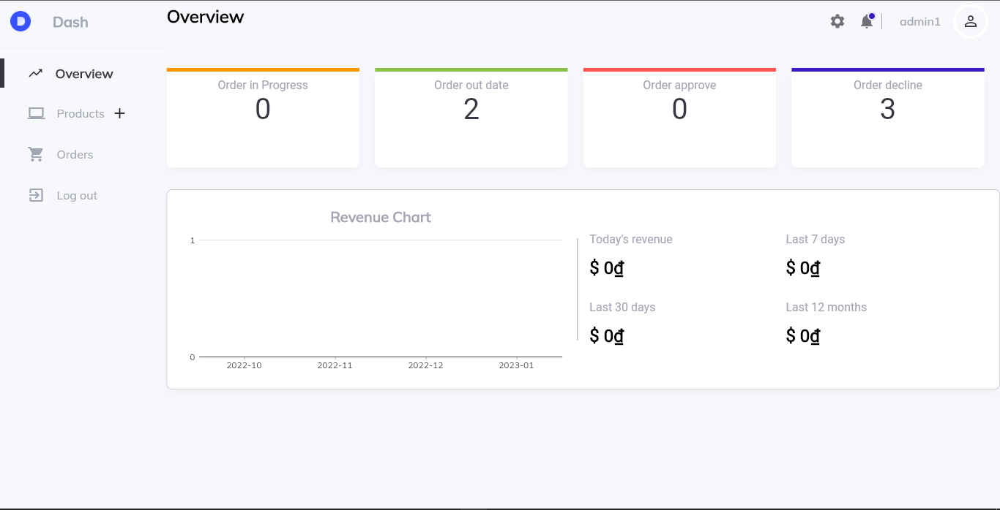 D Dash
Overview
admin1
Overview
Products +
Orders
Log out
Order in Progress
0
Order out date
2
Order approve
0
Order decline
3
Revenue Chart
1
0
2022-10 2022-11 2022-12 2023-01
Today's revenue
$ 0₫
Last 7 days
$ 0₫
Last 30 days
$ 0₫
Last 12 months
$ 0₫